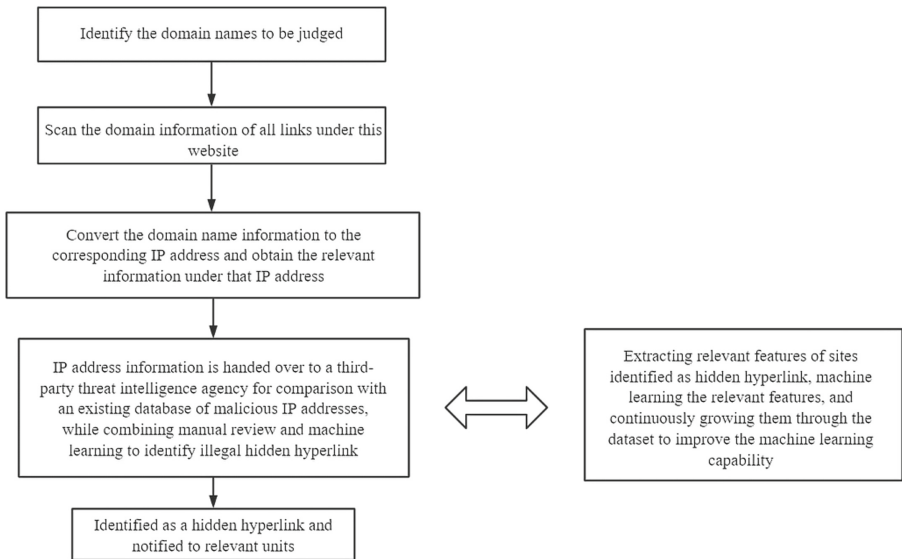 Identify the domain names to be judged
Scan the domain information of all links under this
website
Convert the domain name information to the
corresponding IP address and obtain the relevant
information under that IP address
IP address information is handed over to a third-
party threat intelligence agency for comparison with
an existing database of malicious IP addresses,
while combining manual review and machine
learning to identify illegal hidden hyperlink
Extracting relevant features of sites
identified as hidden hyperlink, machine
learning the relevant features, and
continuously growing them through the
dataset to improve the machine learning
capability
Identified as a hidden hyperlink and
notified to relevant units